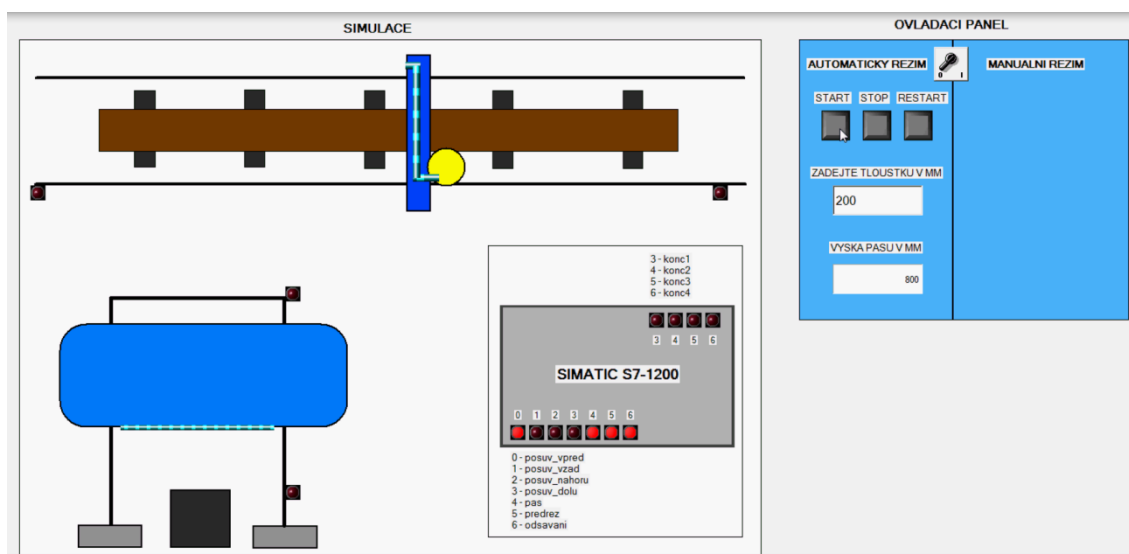 SIMULACE
OVLADACI PANEL
AUTOMATICKY REZIM
0 I
MANUALNI REZIM
START STOP RESTART
ZADEJTE TLOUSTKU V MM
200
VYSKA PASU V MM
800
3 - konc1
4 - konc2
5 - konc3
6 - konc4
3 4 5 6
SIMATIC S7-1200
0 1 2 3 4 5 6
0 - posuv_vpred
1 - posuv_vzad
2 - posuv_nahoru
3 - posuv_dolu
4 - pas
5 - predrez
6 - odsavani